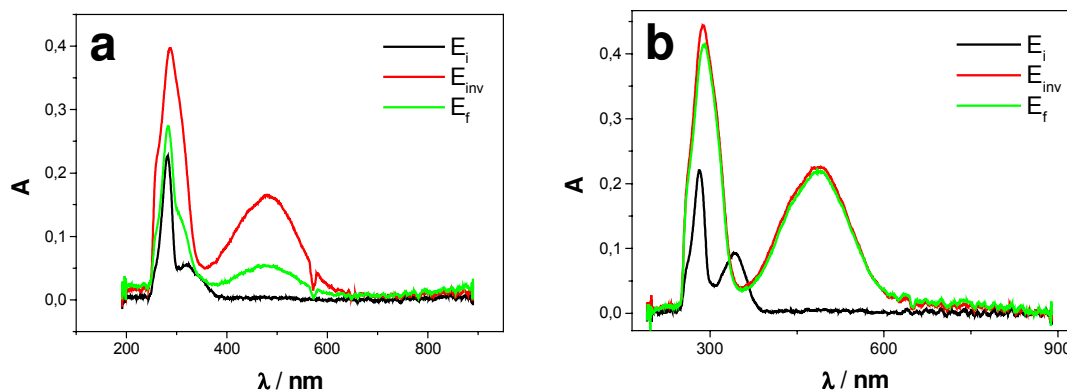 a
E_i
E_inv
E_f
0,4
0,3
0,2
0,1
0,0
A
200 400 600 800
λ / nm
b
E_i
E_inv
E_f
0,4
0,3
0,2
0,1
0,0
A
300 600 900
λ / nm